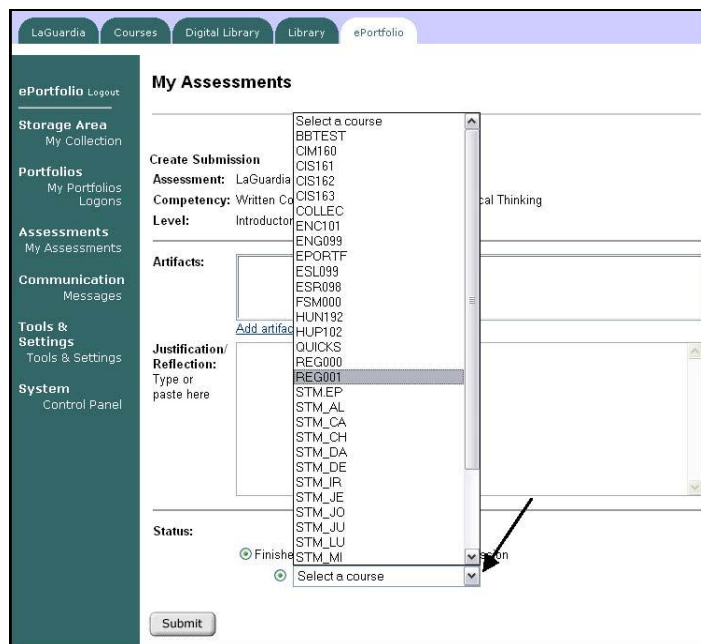 LaGuardia Courses Digital Library Library ePortfolio
ePortfolio Logout
Storage Area
My Collection
Portfolios
My Portfolios
Logons
Assessments
My Assessments
Communication
Messages
Tools &
Settings
Tools & Settings
System
Control Panel
My Assessments
Create Submission
Assessment: LaGuardia
Competency: Written Co cal Thinking
Level: Introductor
Artifacts:
Add artifac
Justification/
Reflection:
Type or
paste here
Select a course
BBTEST
CIM160
CIS161
CIS162
CIS163
COLLEC
ENC101
ENG099
EPORTF
ESL099
ESR098
FSM000
HUN192
HUP102
QUICKS
REG000
REG001
STM.EP
STM_AL
STM_CA
STM_CH
STM_DA
STM_DE
STM_IR
STM_JE
STM_JO
STM_JU
STM_LU
STM_MI
Status:
Finishe ssion
Select a course
Submit